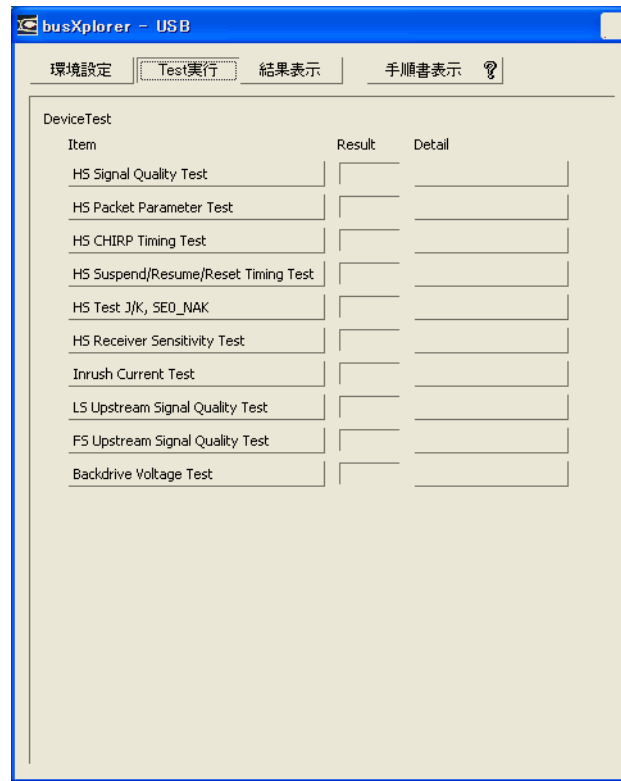 busXplorer - USB
環境設定 Test実行 結果表示 手順書表示 ?
DeviceTest
Item Result Detail
HS Signal Quality Test
HS Packet Parameter Test
HS CHIRP Timing Test
HS Suspend/Resume/Reset Timing Test
HS Test J/K, SE0_NAK
HS Receiver Sensitivity Test
Inrush Current Test
LS Upstream Signal Quality Test
FS Upstream Signal Quality Test
Backdrive Voltage Test